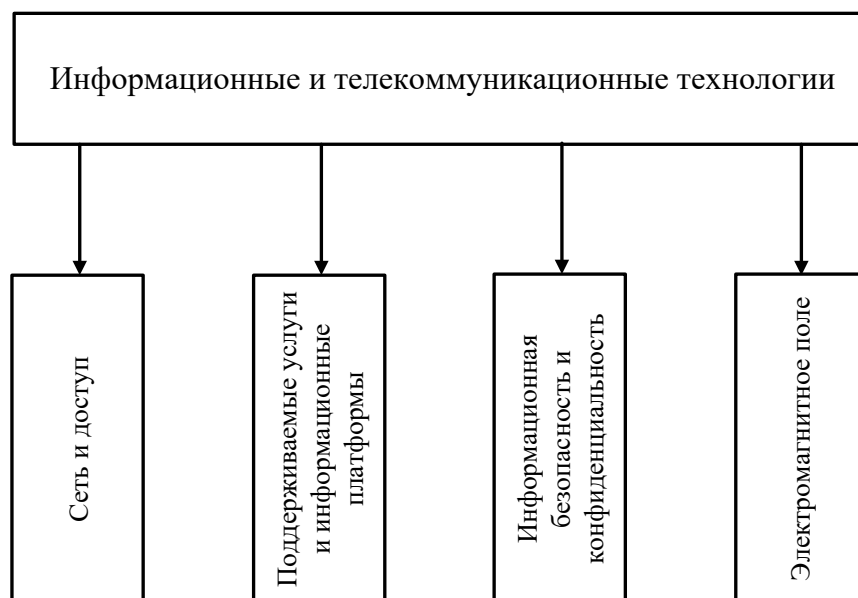 Информационные и телекоммуникационные технологии
Сеть и доступ
Поддерживаемые услуги
и информационные
платформы
Информационная
безопасность и
конфиденциальность
Электромагнитное поле